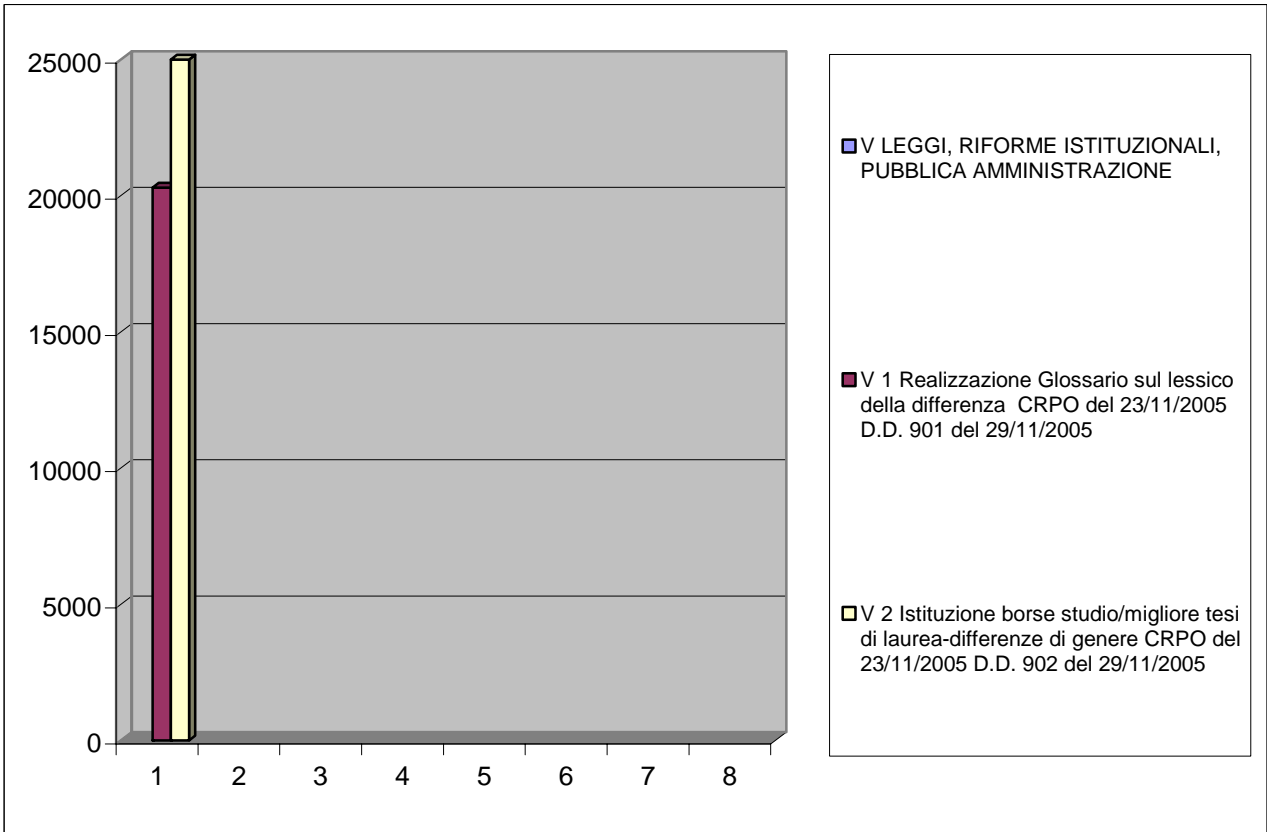 25000
20000
15000
10000
5000
0
1 2 3 4 5 6 7 8
V LEGGI, RIFORME ISTITUZIONALI,
PUBBLICA AMMINISTRAZIONE
V 1 Realizzazione Glossario sul lessico
della differenza CRPO del 23/11/2005
D.D. 901 del 29/11/2005
V 2 Istituzione borse studio/migliore tesi
di laurea-differenze di genere CRPO del
23/11/2005 D.D. 902 del 29/11/2005